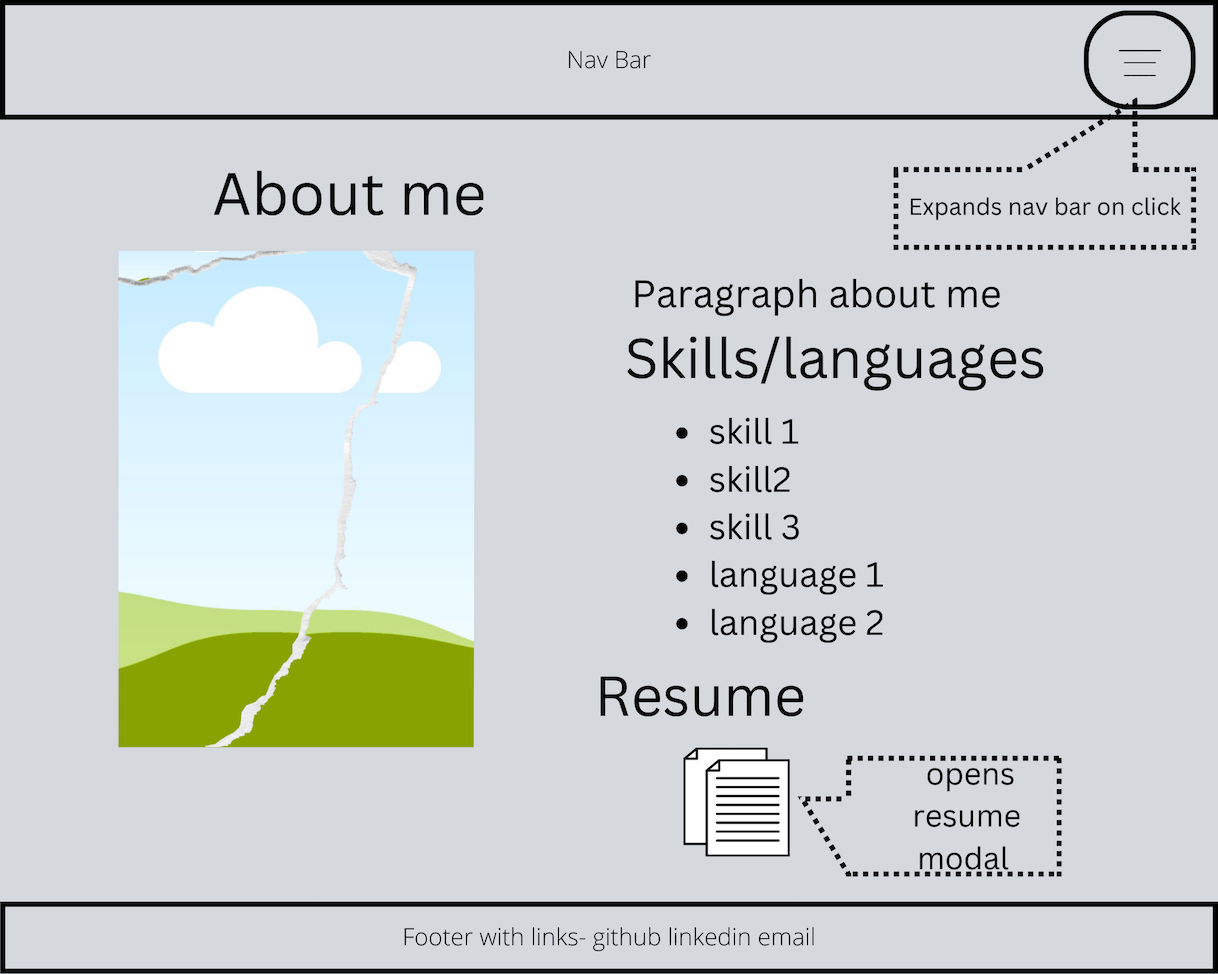 Nav Bar
Expands nav bar on click
About me
Paragraph about me
Skills/languages
skill 1
skill2
skill 3
language 1
language 2
Resume
opens
resume
modal
Footer with links- github linkedin email